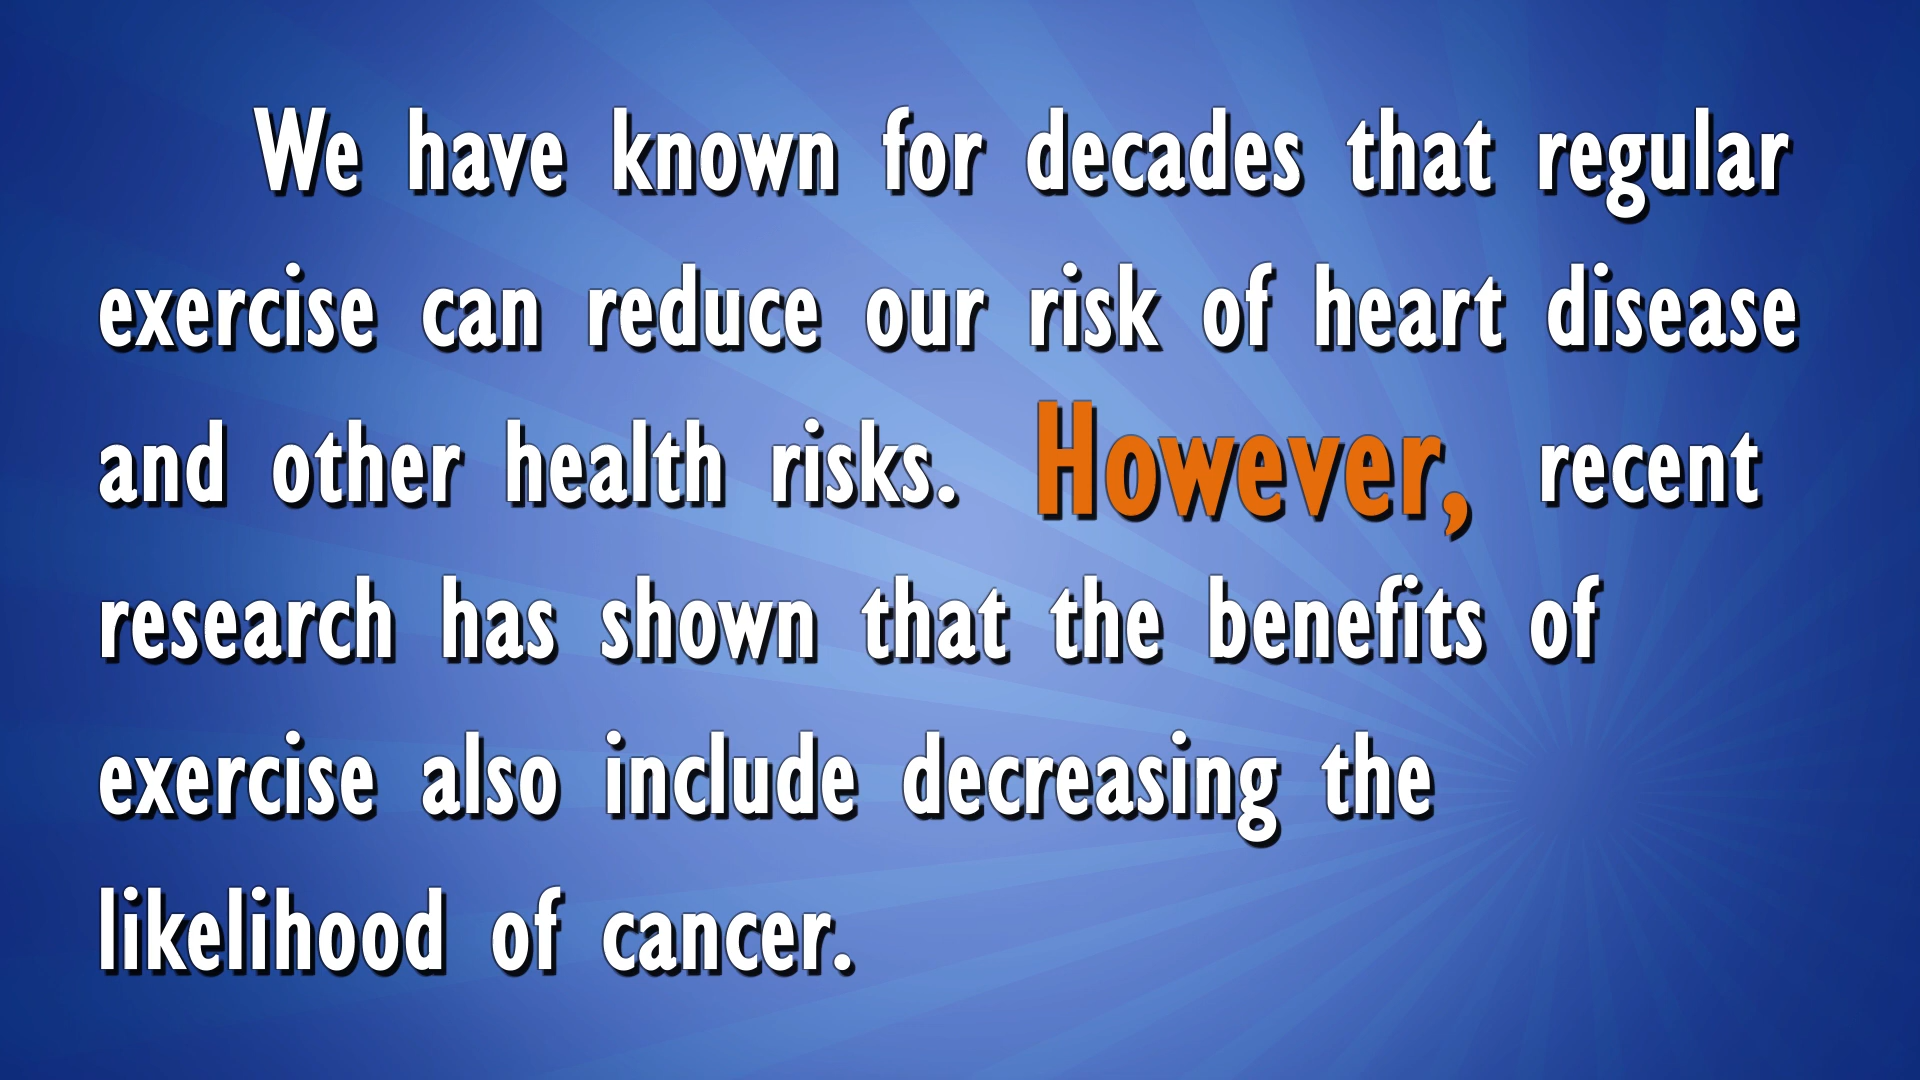 We have known for decades that regular
exercise can reduce our risk of heart disease
and other health risks. However, recent
research has shown that the benefits of
exercise also include decreasing the
likelihood of cancer.